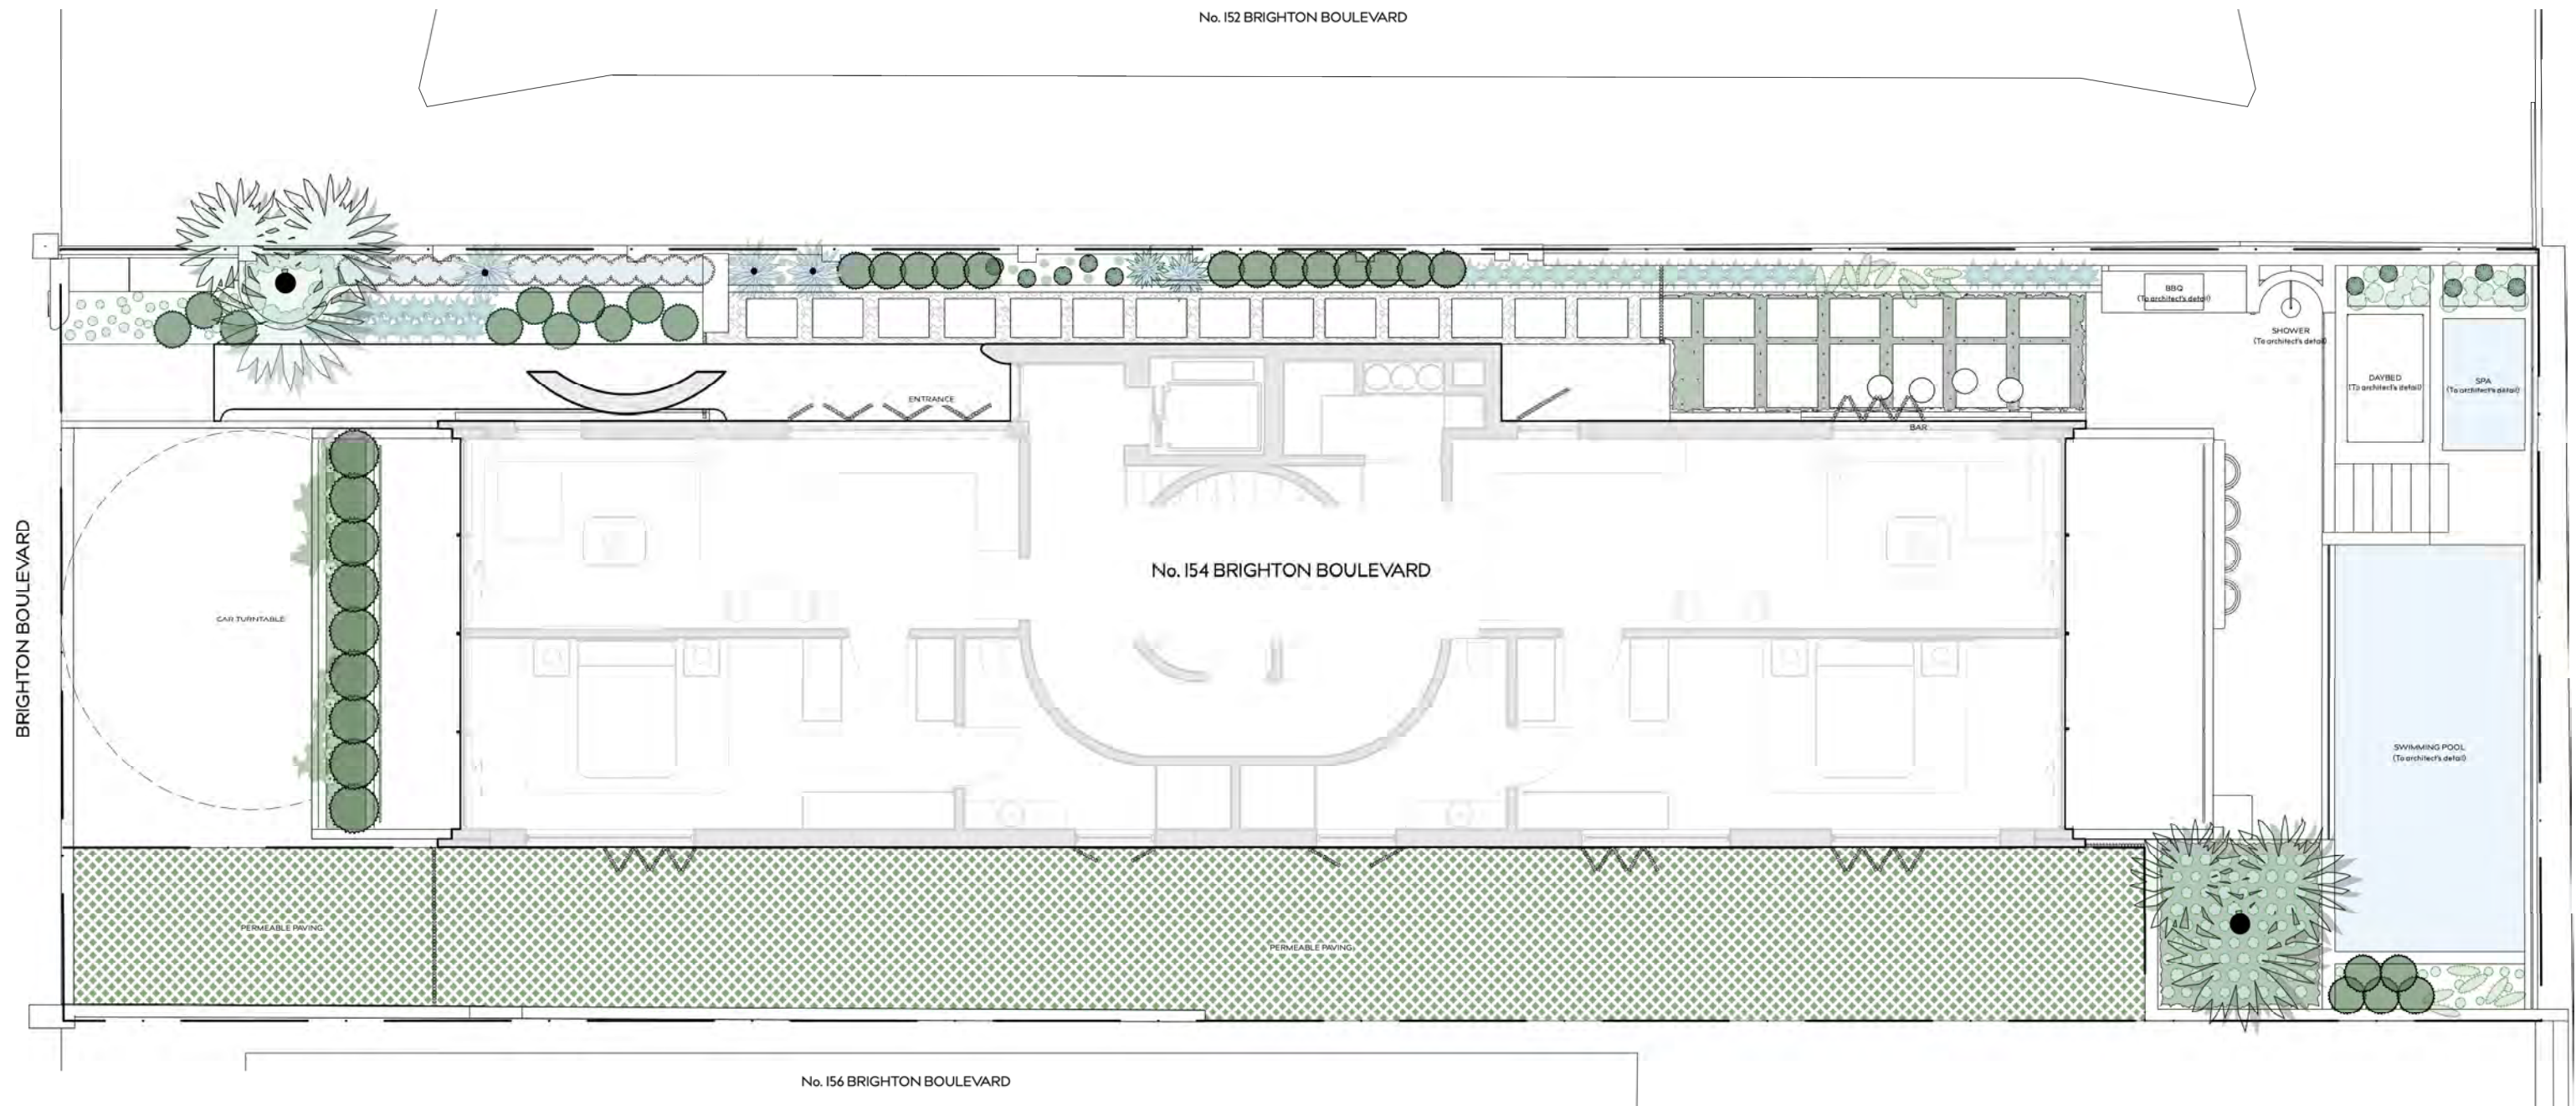 No. 152 BRIGHTON BOULEVARD
BBQ
(To architect's detail)
SHOWER
(To architect's detail)
DAYBED
(To architect's detail)
SPA
(To architect's detail)
ENTRANCE
BAR
BRIGHTON BOULEVARD
No. 154 BRIGHTON BOULEVARD
CAR TURNTABLE
SWIMMING POOL
(To architect's detail)
PERMEABLE PAVING
PERMEABLE PAVING
No. 156 BRIGHTON BOULEVARD